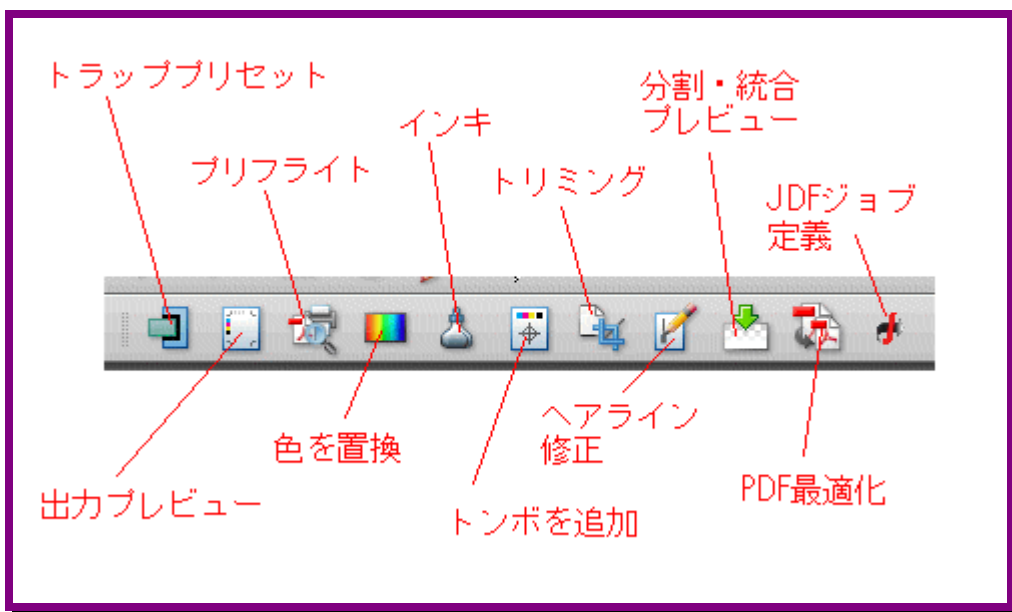 トラッププリセット
プリフライト
インキ
トリミング
分割・統合
プレビュー
JDFジョブ
定義
出力プレビュー
色を置換
トンボを追加
ヘアライン
修正
PDF最適化